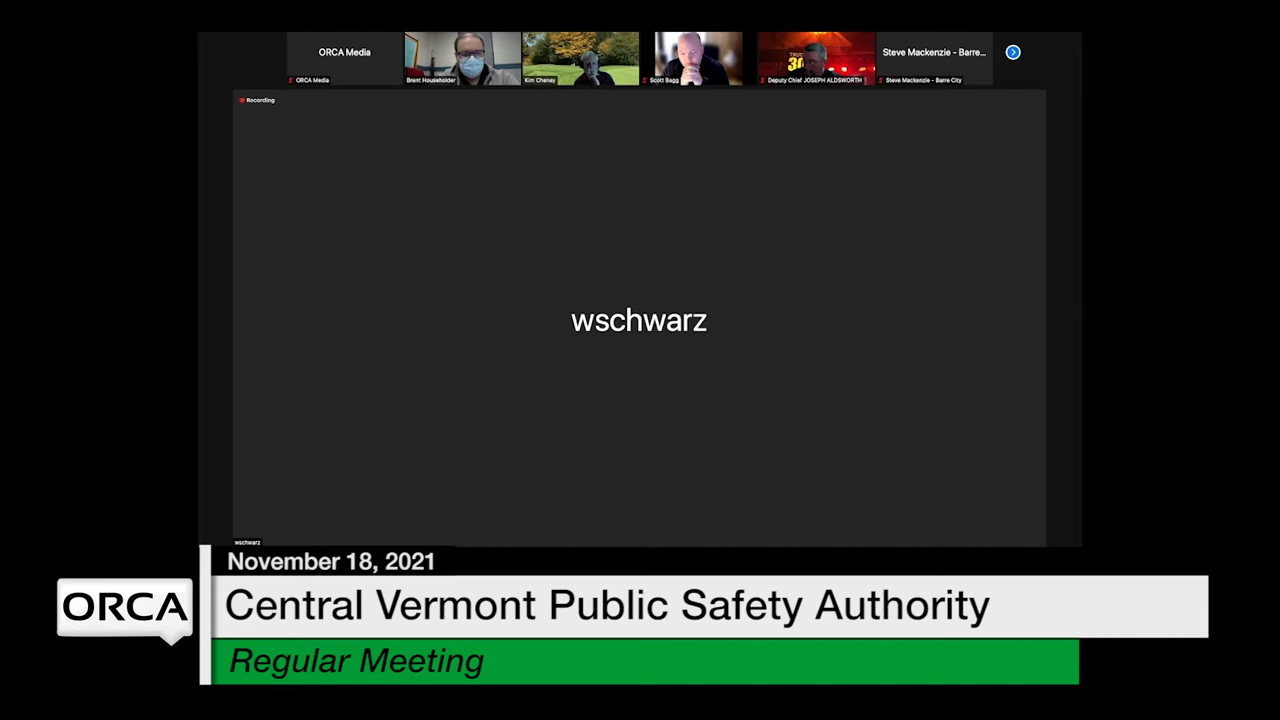 ORCA Media
Steve Mackenzie - Barre...
ORCA Media
Brent Householder
Kim Cheney
Scott Bagg
Deputy Chief JOSEPH ALDSWORTH
Steve Mackenzie - Barre City
Recording
wschwarz
wschwarz
November 18, 2021
ORCA
Central Vermont Public Safety Authority
Regular Meeting